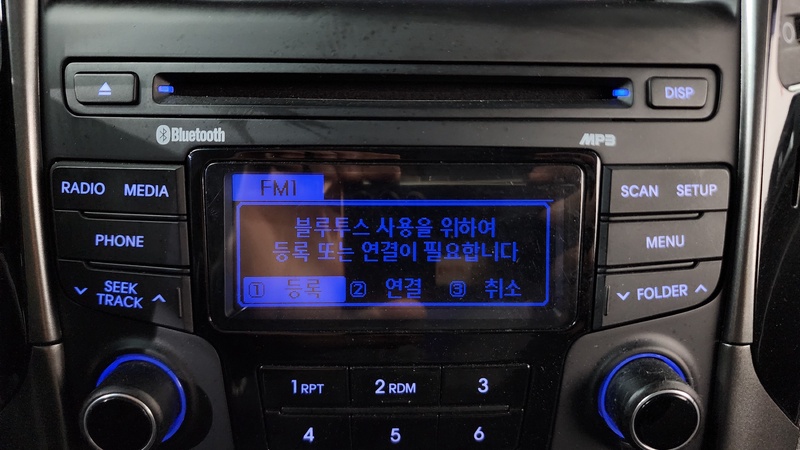 DISP
Bluetooth
MP3
RADIO MEDIA
FM1
SCAN SETUP
블루투스 사용을 위하여
등록 또는 연결이 필요합니다
PHONE
MENU
① 등록 ② 연결 ③ 취소
SEEK
TRACK
FOLDER
1 RPT
2 RDM
3
4
5
6